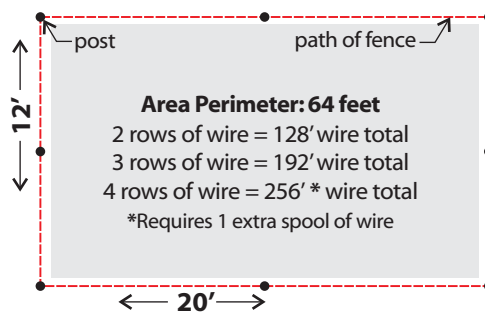 post
path of fence
12’
Area Perimeter: 64 feet
2 rows of wire = 128’ wire total
3 rows of wire = 192’ wire total
4 rows of wire = 256’ * wire total
*Requires 1 extra spool of wire
20’